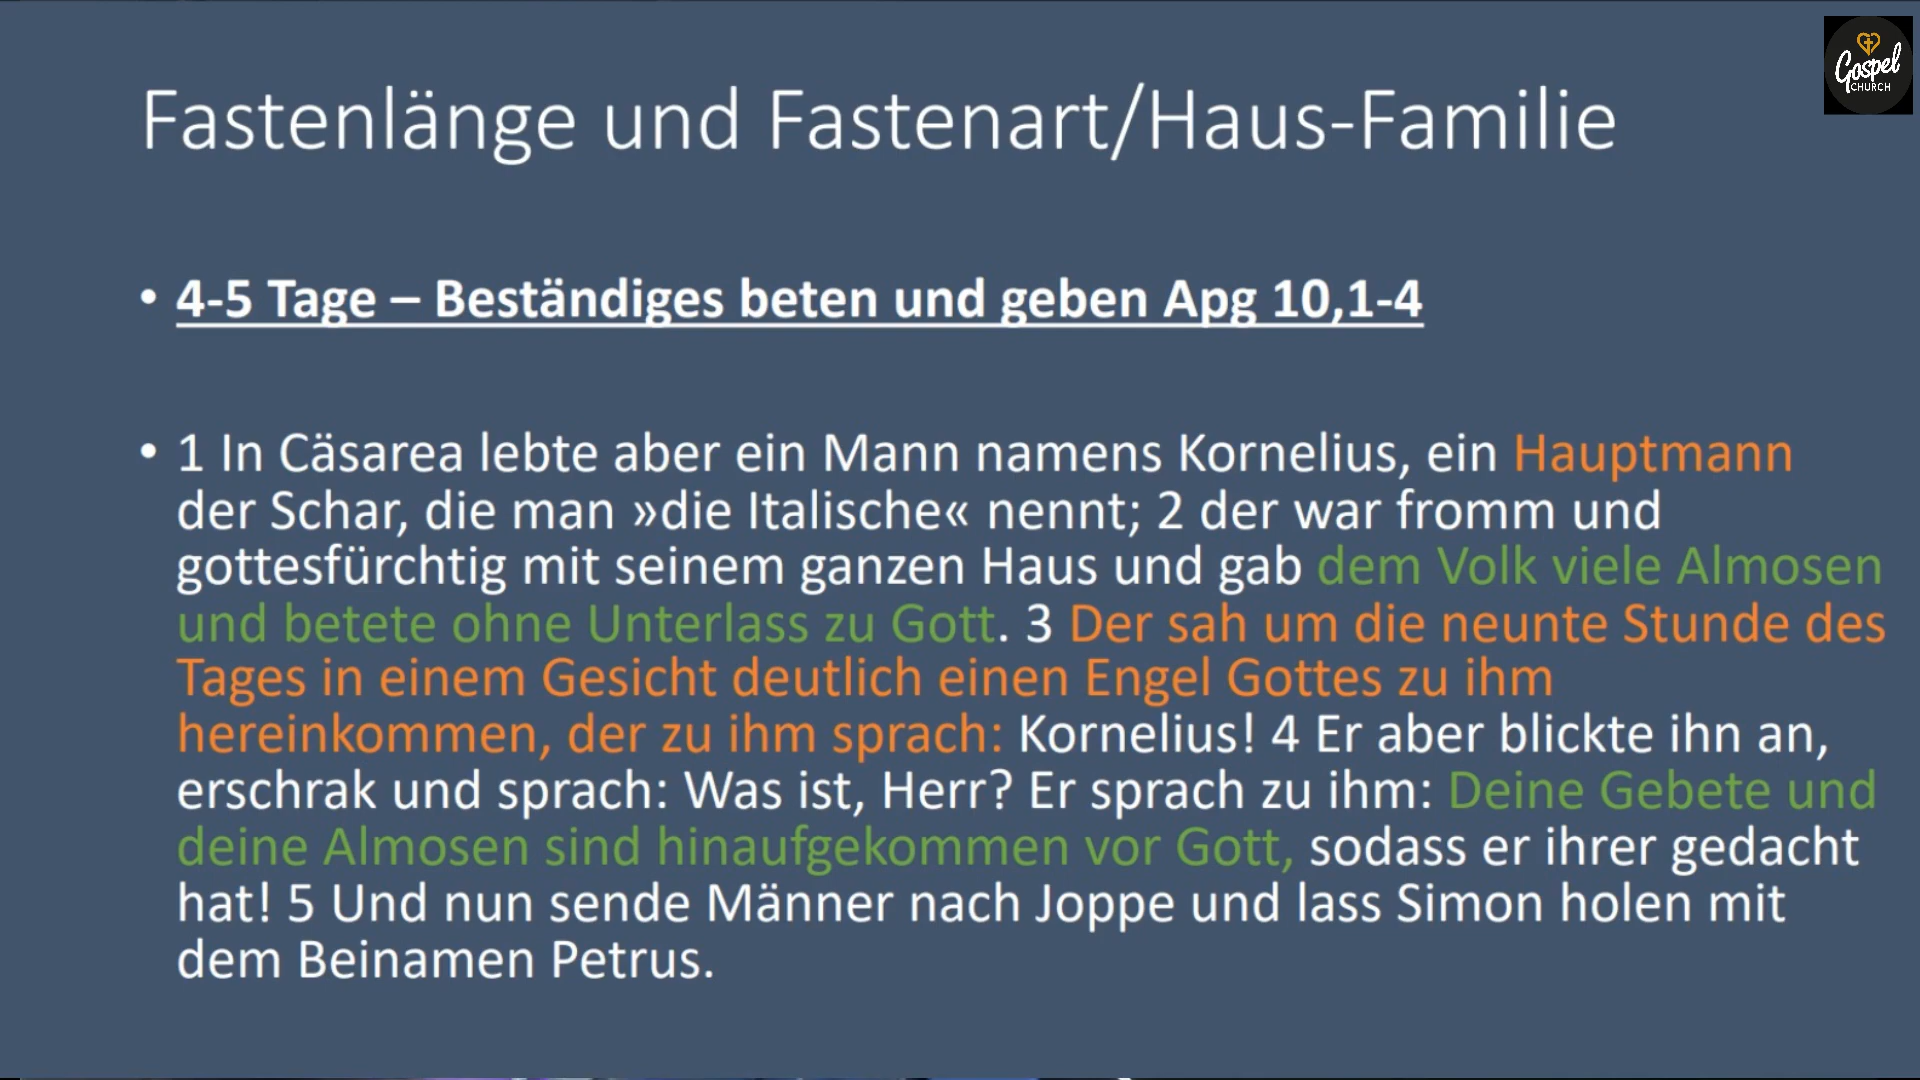 Gospel
CHURCH
Fastenlänge und Fastenart/Haus-Familie
• 4-5 Tage – Beständiges beten und geben Apg 10,1-4
• 1 In Cäsarea lebte aber ein Mann namens Kornelius, ein Hauptmann
der Schar, die man »die Italische« nennt; 2 der war fromm und
gottesfürchtig mit seinem ganzen Haus und gab dem Volk viele Almosen
und betete ohne Unterlass zu Gott. 3 Der sah um die neunte Stunde des
Tages in einem Gesicht deutlich einen Engel Gottes zu ihm
hereinkommen, der zu ihm sprach: Kornelius! 4 Er aber blickte ihn an,
erschrak und sprach: Was ist, Herr? Er sprach zu ihm: Deine Gebete und
deine Almosen sind hinaufgekommen vor Gott, sodass er ihrer gedacht
hat! 5 Und nun sende Männer nach Joppe und lass Simon holen mit
dem Beinamen Petrus.